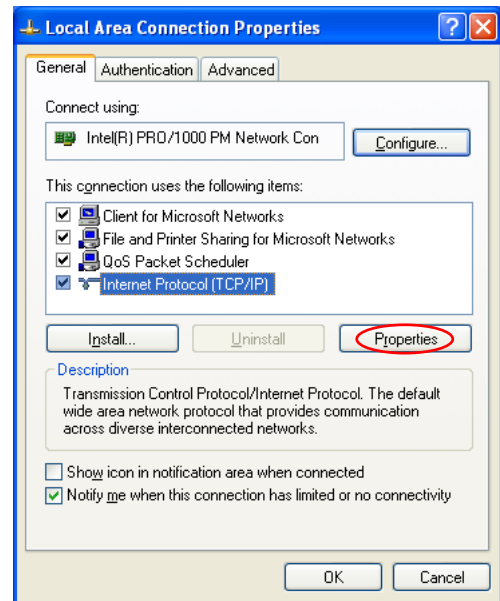 Local Area Connection Properties
?
X
General
Authentication
Advanced
Connect using:
Intel(R) PRO/1000 PM Network Con
Configure...
This connection uses the following items:
Client for Microsoft Networks
File and Printer Sharing for Microsoft Networks
QoS Packet Scheduler
Internet Protocol (TCP/IP)
Install...
Uninstall
Properties
Description
Transmission Control Protocol/Internet Protocol. The default
wide area network protocol that provides communication
across diverse interconnected networks.
Show icon in notification area when connected
Notify me when this connection has limited or no connectivity
OK
Cancel